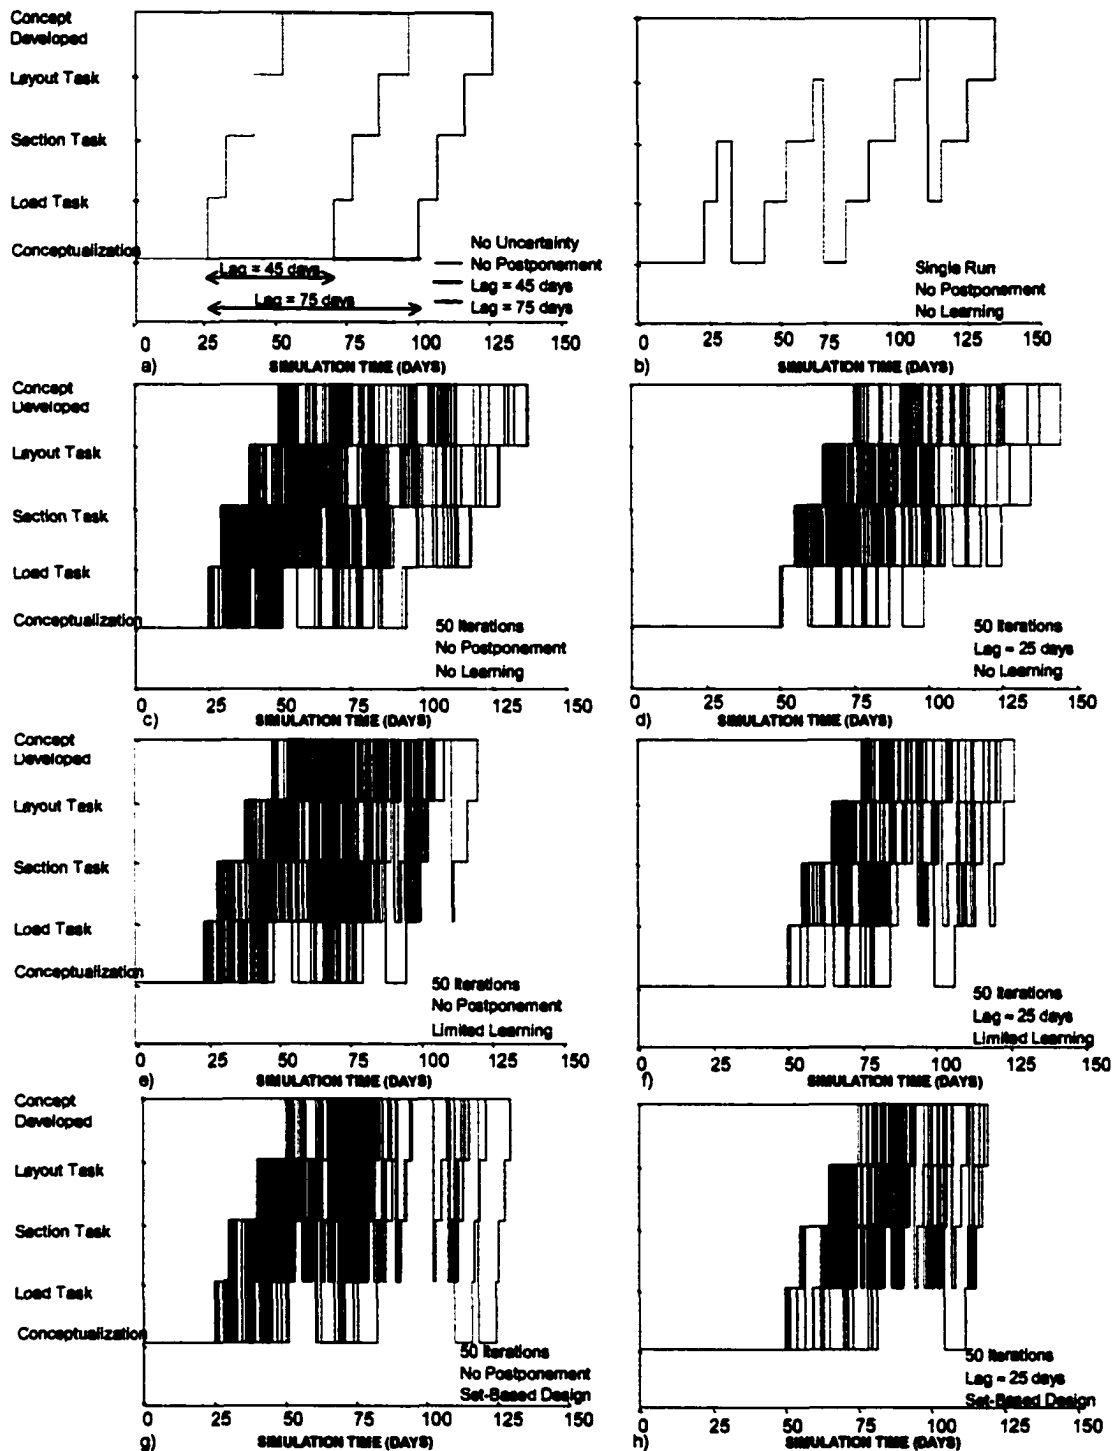 Concept
Developed
Layout Task
Section Task
Load Task
Conceptualization
Lag = 45 days
Lag = 75 days
No Uncertainty
No Postponement
Lag = 45 days
Lag = 75 days
0 25 50 75 100 125 150
a) SIMULATION TIME (DAYS)
Single Run
No Postponement
No Learning
0 25 50 75 100 125 150
b) SIMULATION TIME (DAYS)
Concept
Developed
Layout Task
Section Task
Load Task
Conceptualization
50 Iterations
No Postponement
No Learning
0 25 50 75 100 125 150
c) SIMULATION TIME (DAYS)
50 Iterations
Lag = 25 days
No Learning
0 25 50 75 100 125 150
d) SIMULATION TIME (DAYS)
Concept
Developed
Layout Task
Section Task
Load Task
Conceptualization
50 Iterations
No Postponement
Limited Learning
0 25 50 75 100 125 150
e) SIMULATION TIME (DAYS)
50 Iterations
Lag = 25 days
Limited Learning
0 25 50 75 100 125 150
f) SIMULATION TIME (DAYS)
Concept
Developed
Layout Task
Section Task
Load Task
Conceptualization
50 Iterations
No Postponement
Set-Based Design
0 25 50 75 100 125 150
g) SIMULATION TIME (DAYS)
50 Iterations
Lag = 25 days
Set-Based Design
0 25 50 75 100 125 150
h) SIMULATION TIME (DAYS)